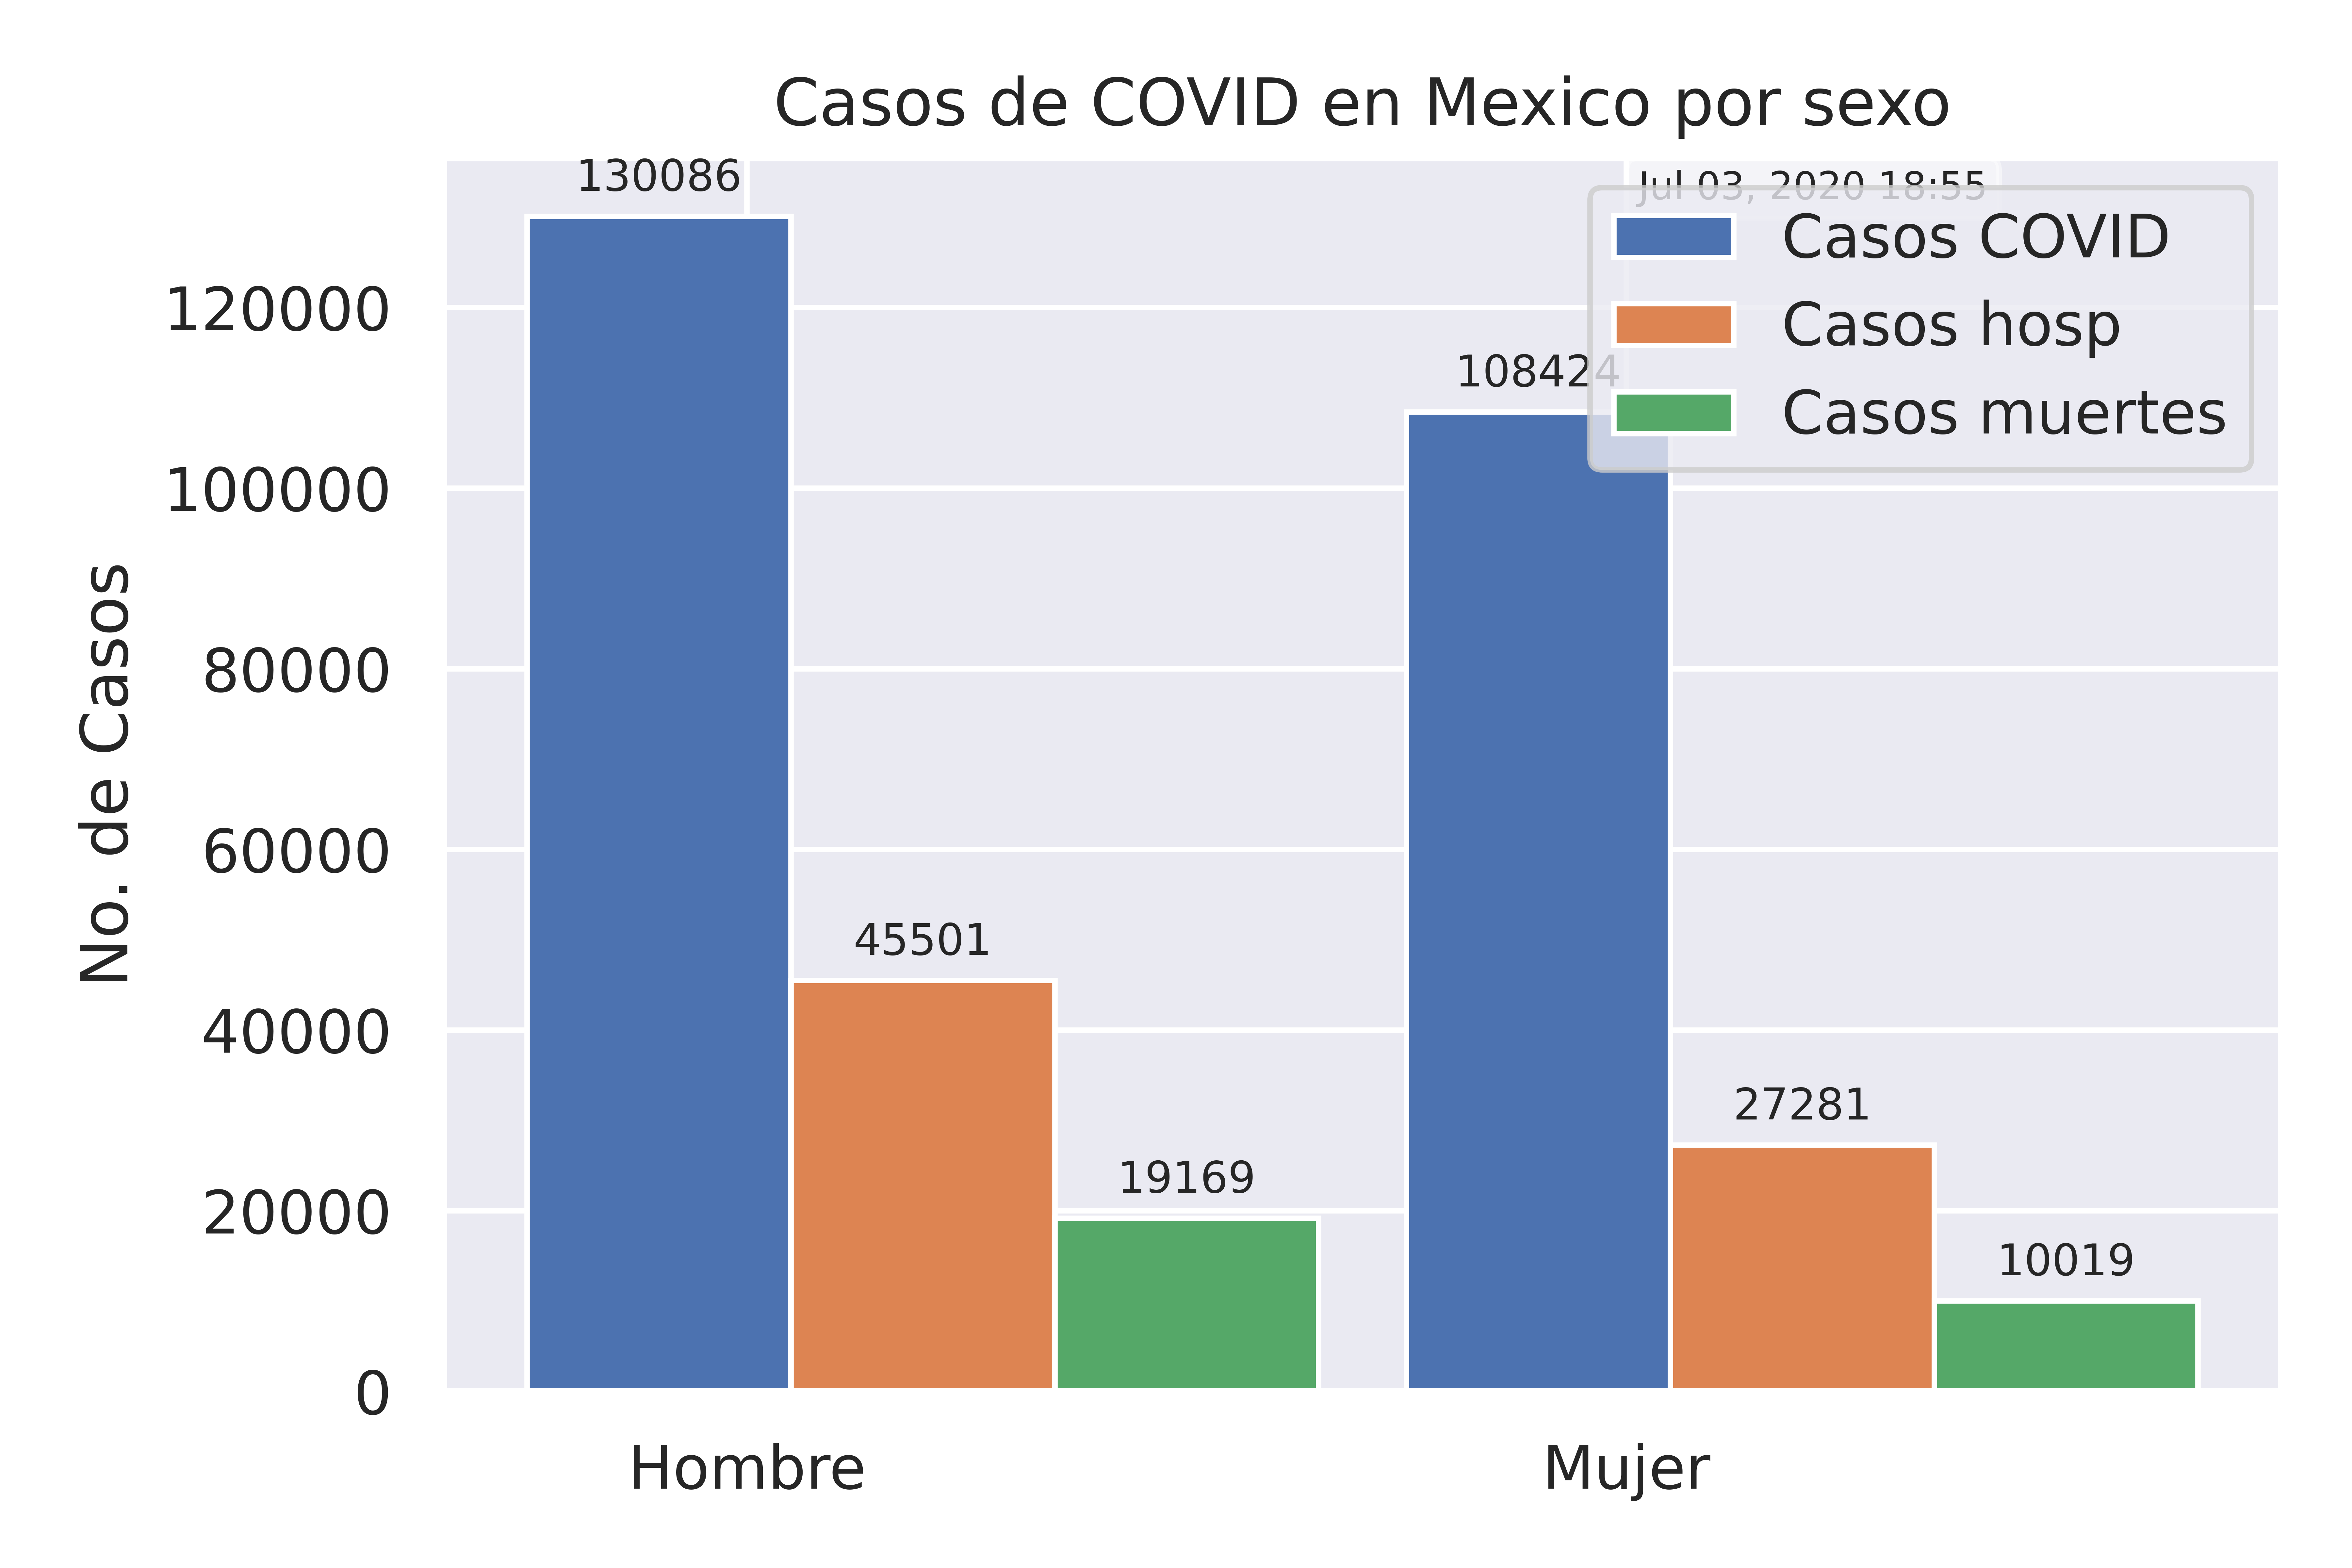 Casos de COVID en Mexico por sexo
130086
Jul 03, 2020 18:55
Casos COVID
Casos hosp
Casos muertes
120000
108424
100000
80000
60000
40000
20000
0
No. de Casos
45501
19169
27281
10019
Hombre
Mujer